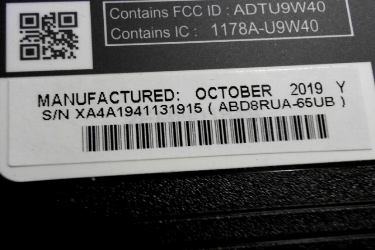 Contains FCC ID : ADTU9W40
Contains IC : 1178A-U9W40
MANUFACTURED: OCTOBER 2019 Y
S/N XA4A1941131915 ( ABD8RUA-65UB )